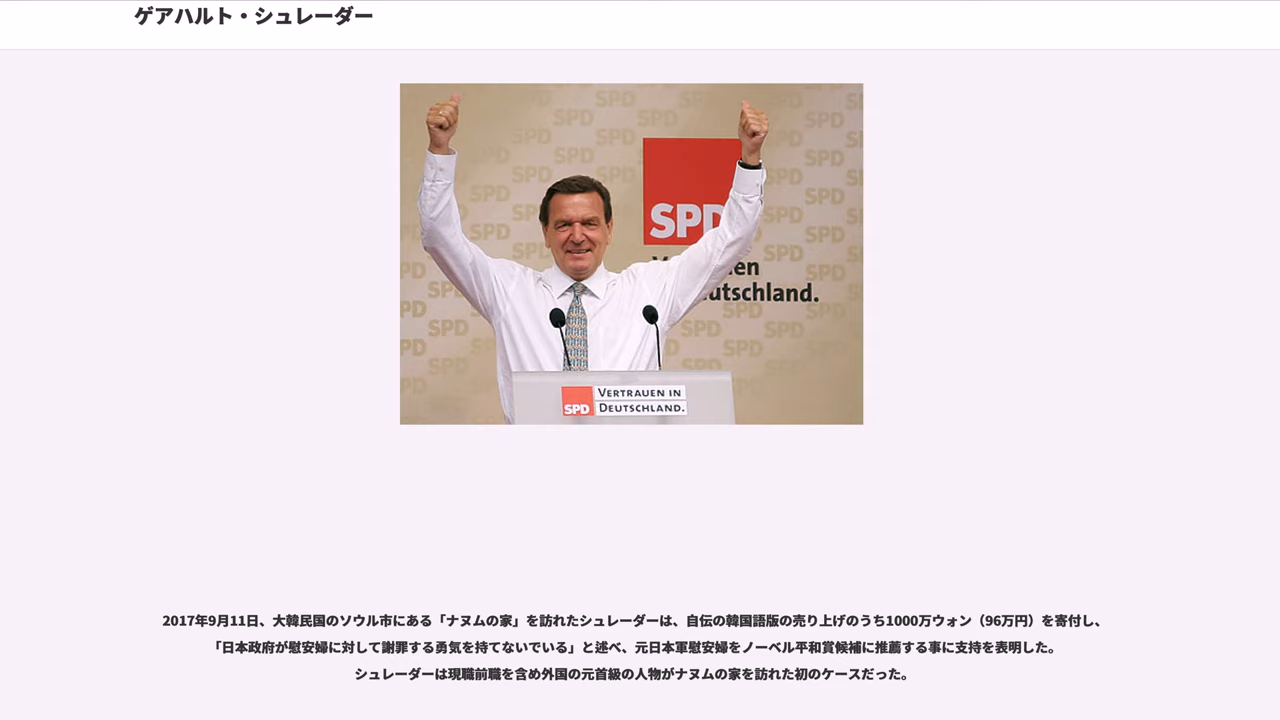 ゲアハルト・シュレーダー
SPD
utschland.
SPD
VERTRAUEN IN
DEUTSCHLAND.
2017年9月11日、大韓民国のソウル市にある「ナヌムの家」を訪れたシュレーダーは、自伝の韓国語版の売り上げのうち1000万ウォン（96万円）を寄付し、
「日本政府が慰安婦に対して謝罪する勇気を持てないでいる」と述べ、元日本軍慰安婦をノーベル平和賞候補に推薦する事に支持を表明した。
シュレーダーは現職前職を含め外国の元首級の人物がナヌムの家を訪れた初のケースだった。